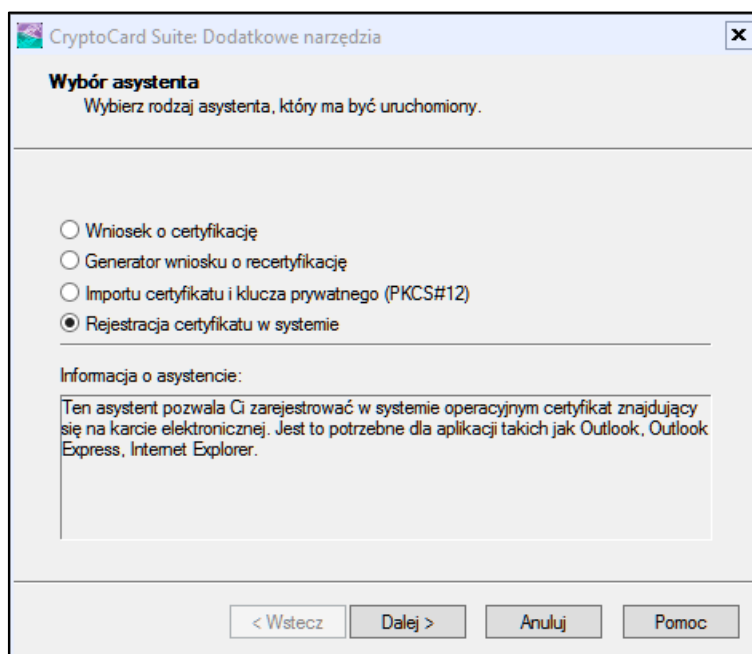 CryptoCard Suite: Dodatkowe narzędzia
Wybór asystenta
Wybierz rodzaj asystenta, który ma być uruchomiony.
Wniosek o certyfikację
Generator wniosku o recertyfikację
Importu certyfikatu i klucza prywatnego (PKCS#12)
Rejestracja certyfikatu w systemie
Informacja o asystencie:
Ten asystent pozwala Ci zarejestrować w systemie operacyjnym certyfikat znajdujący
się na karcie elektronicznej. Jest to potrzebne dla aplikacji takich jak Outlook, Outlook
Express, Internet Explorer.
< Wstecz Dalej > Anuluj Pomoc